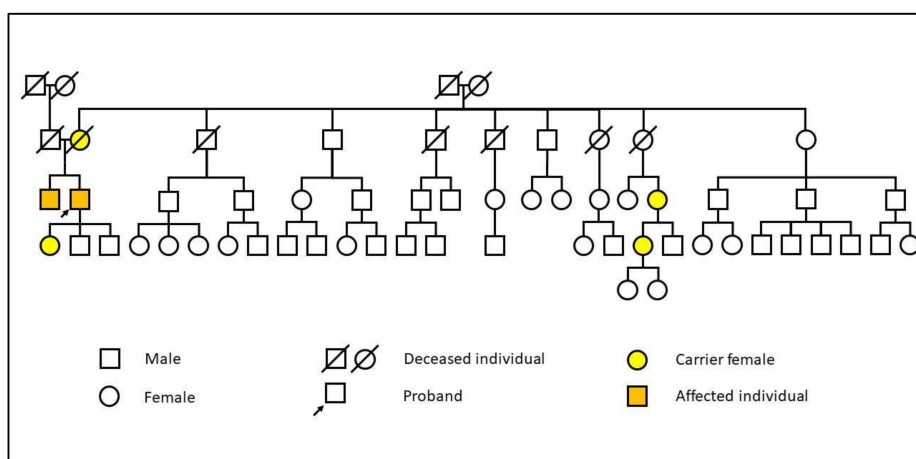 Male
Deceased individual
Carrier female
Female
Proband
Affected individual